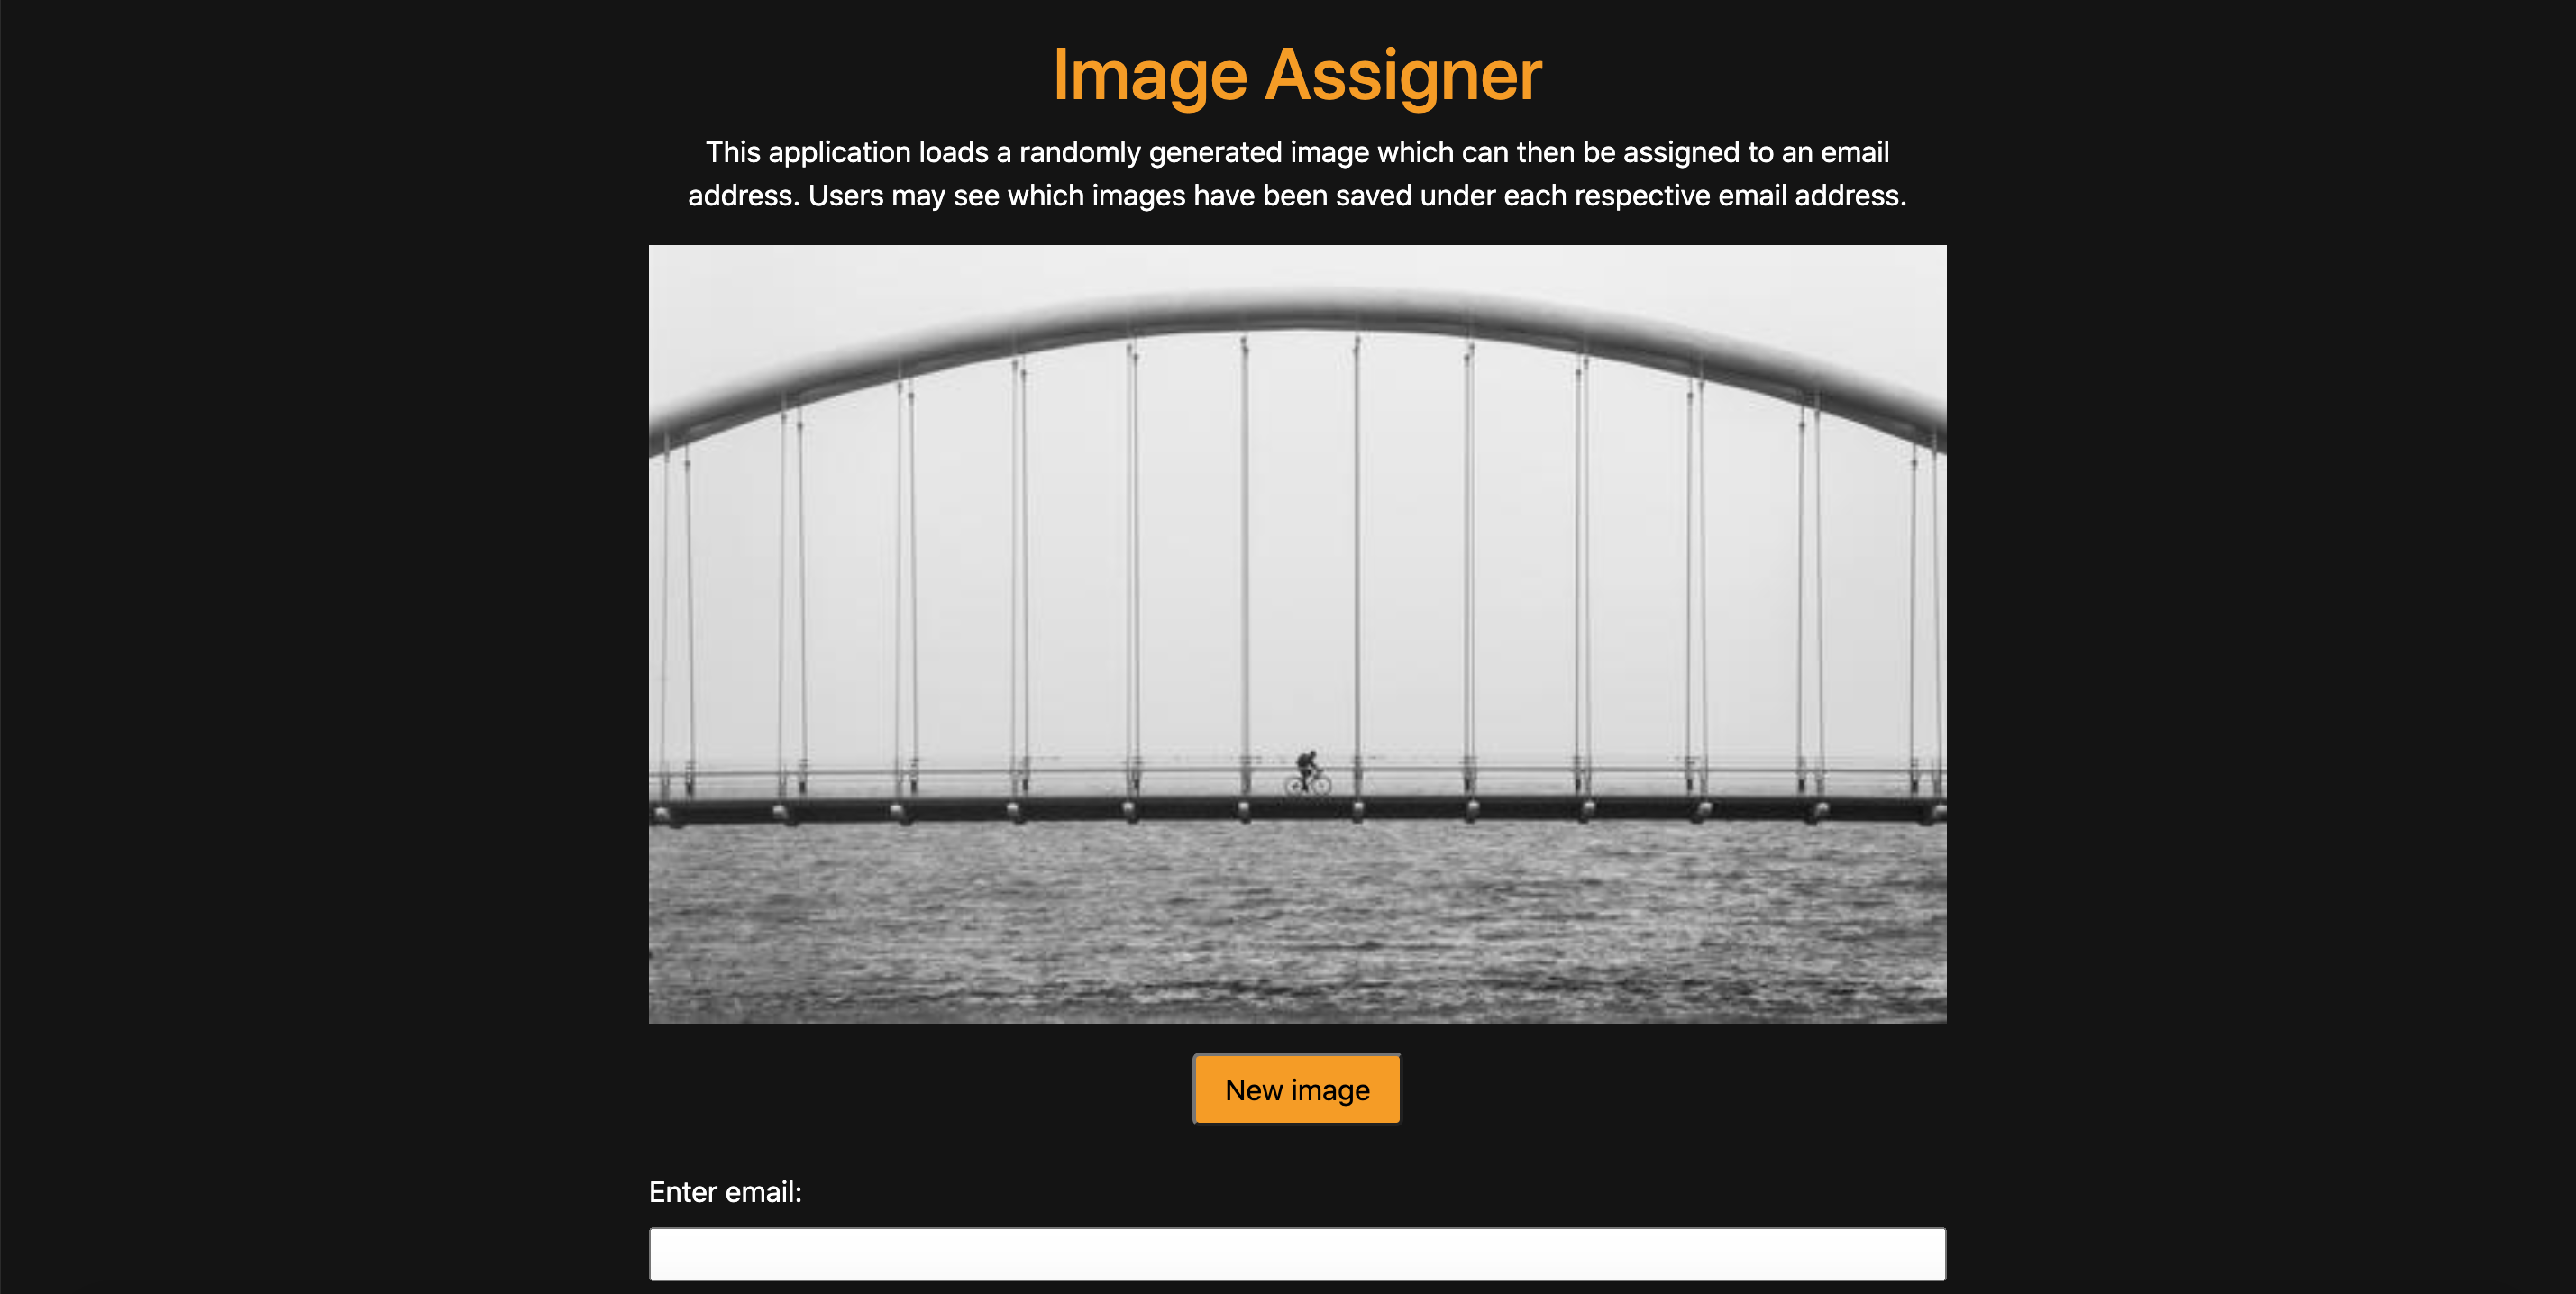 Image Assigner
This application loads a randomly generated image which can then be assigned to an email
address. Users may see which images have been saved under each respective email address.
New image
Enter email: